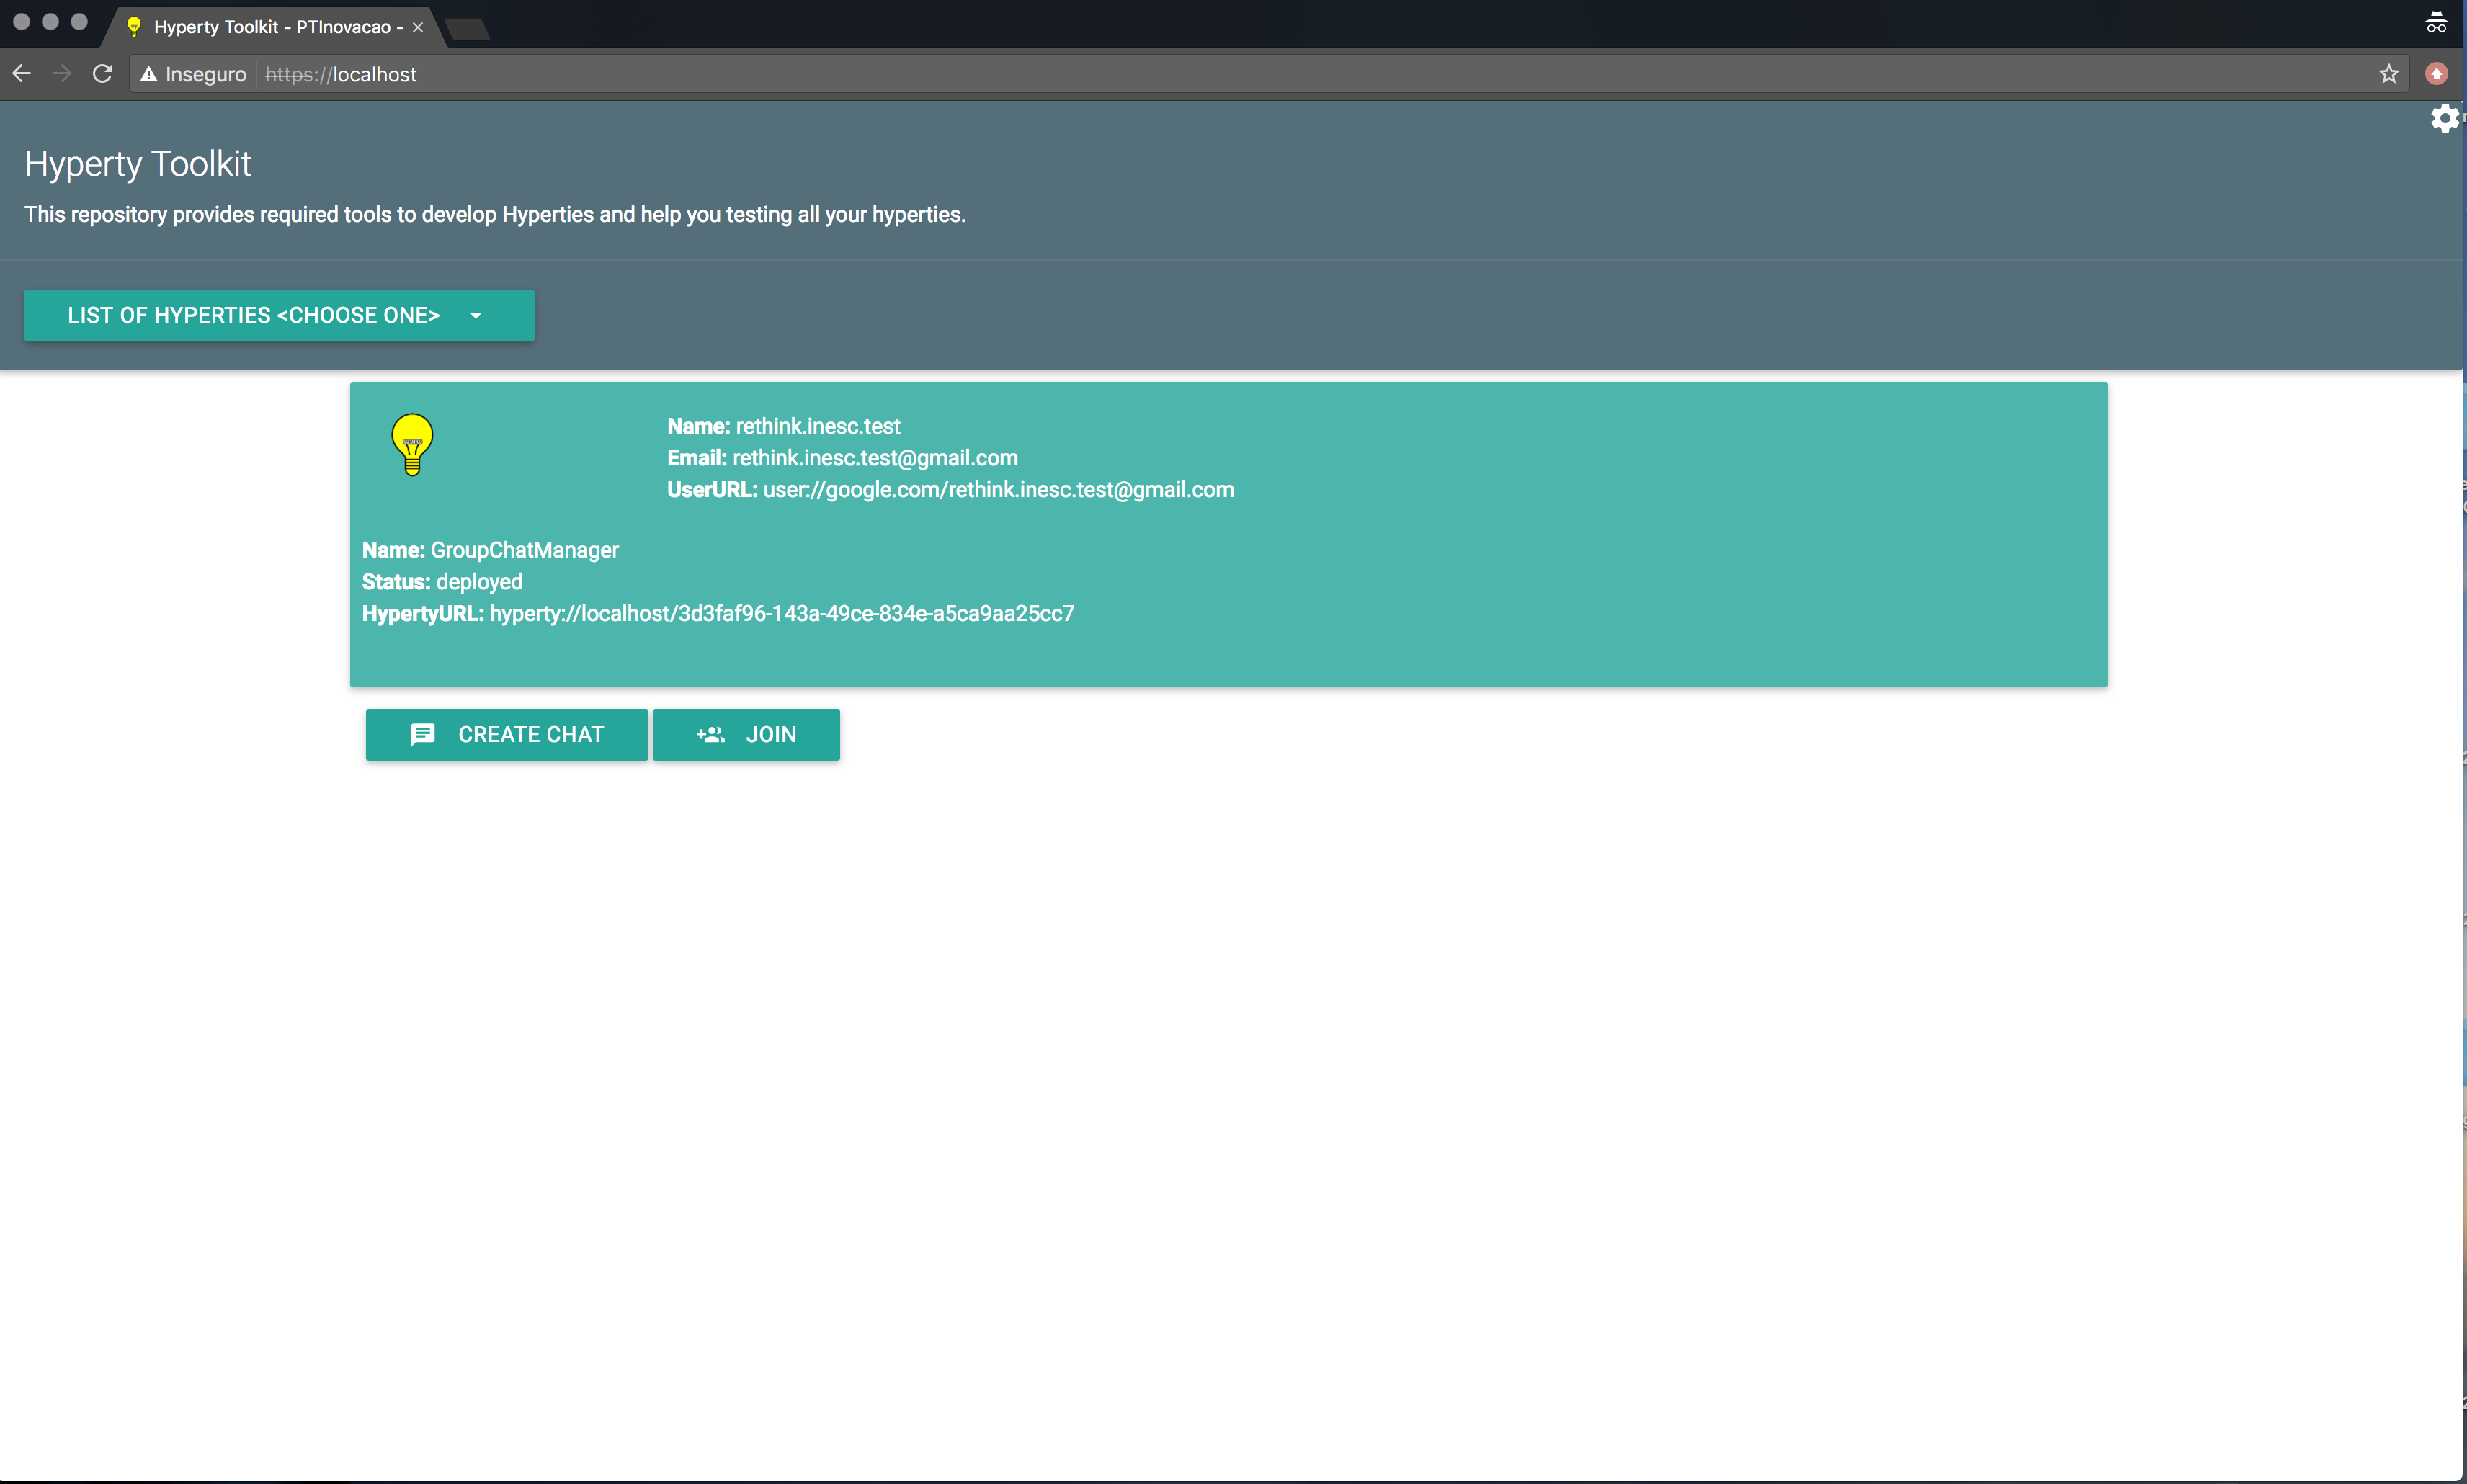 Hyperty Toolkit - PTInovacao -
Inseguro https://localhost
Hyperty Toolkit
This repository provides required tools to develop Hyperties and help you testing all your hyperties.
LIST OF HYPERTIES <CHOOSE ONE>
Name: rethink.inesc.test
Email: rethink.inesc.test@gmail.com
UserURL: user://google.com/rethink.inesc.test@gmail.com
Name: GroupChatManager
Status: deployed
HypertyURL: hyperty://localhost/3d3faf96-143a-49ce-834e-a5ca9aa25cc7
CREATE CHAT JOIN